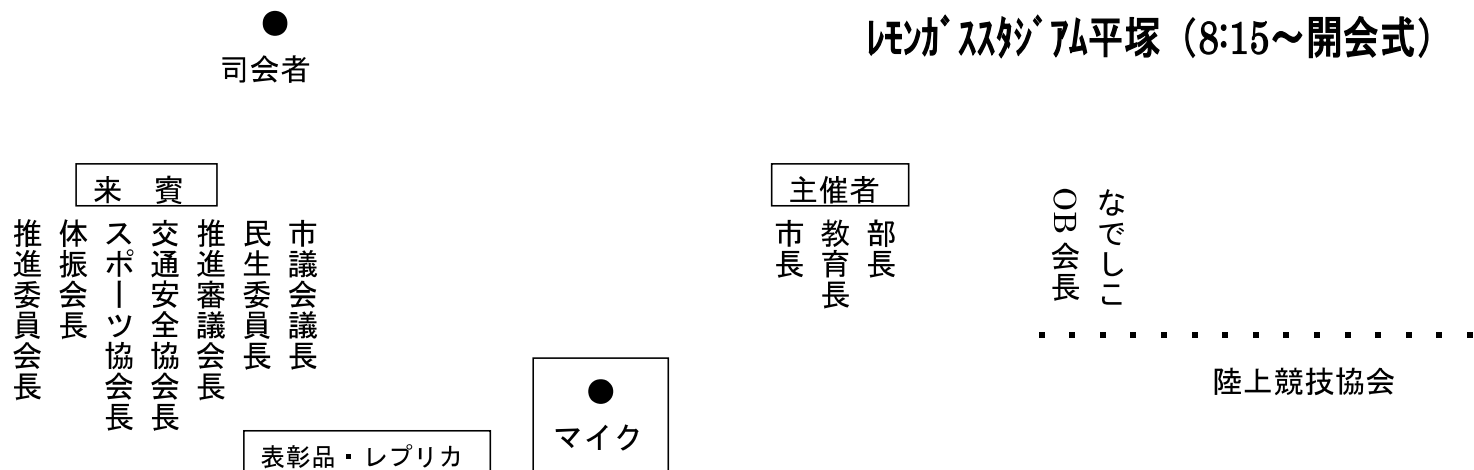 レモンガススタジアム平塚（8:15～開会式）
司会者
来　賓
市議会議長
民生委員長
推進審議会長
交通安全協会長
スポーツ協会長
体振会長
推進委員会長
主催者
部長
教育長
市長
なでしこ
OB会長
陸上競技協会
マイク
表彰品・レプリカ